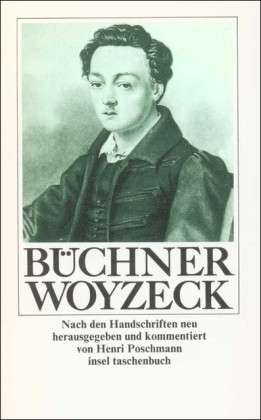 BÜCHNER
WOYZECK
Nach den Handschriften neu
herausgegeben und kommentiert
von Henri Poschmann
insel taschenbuch